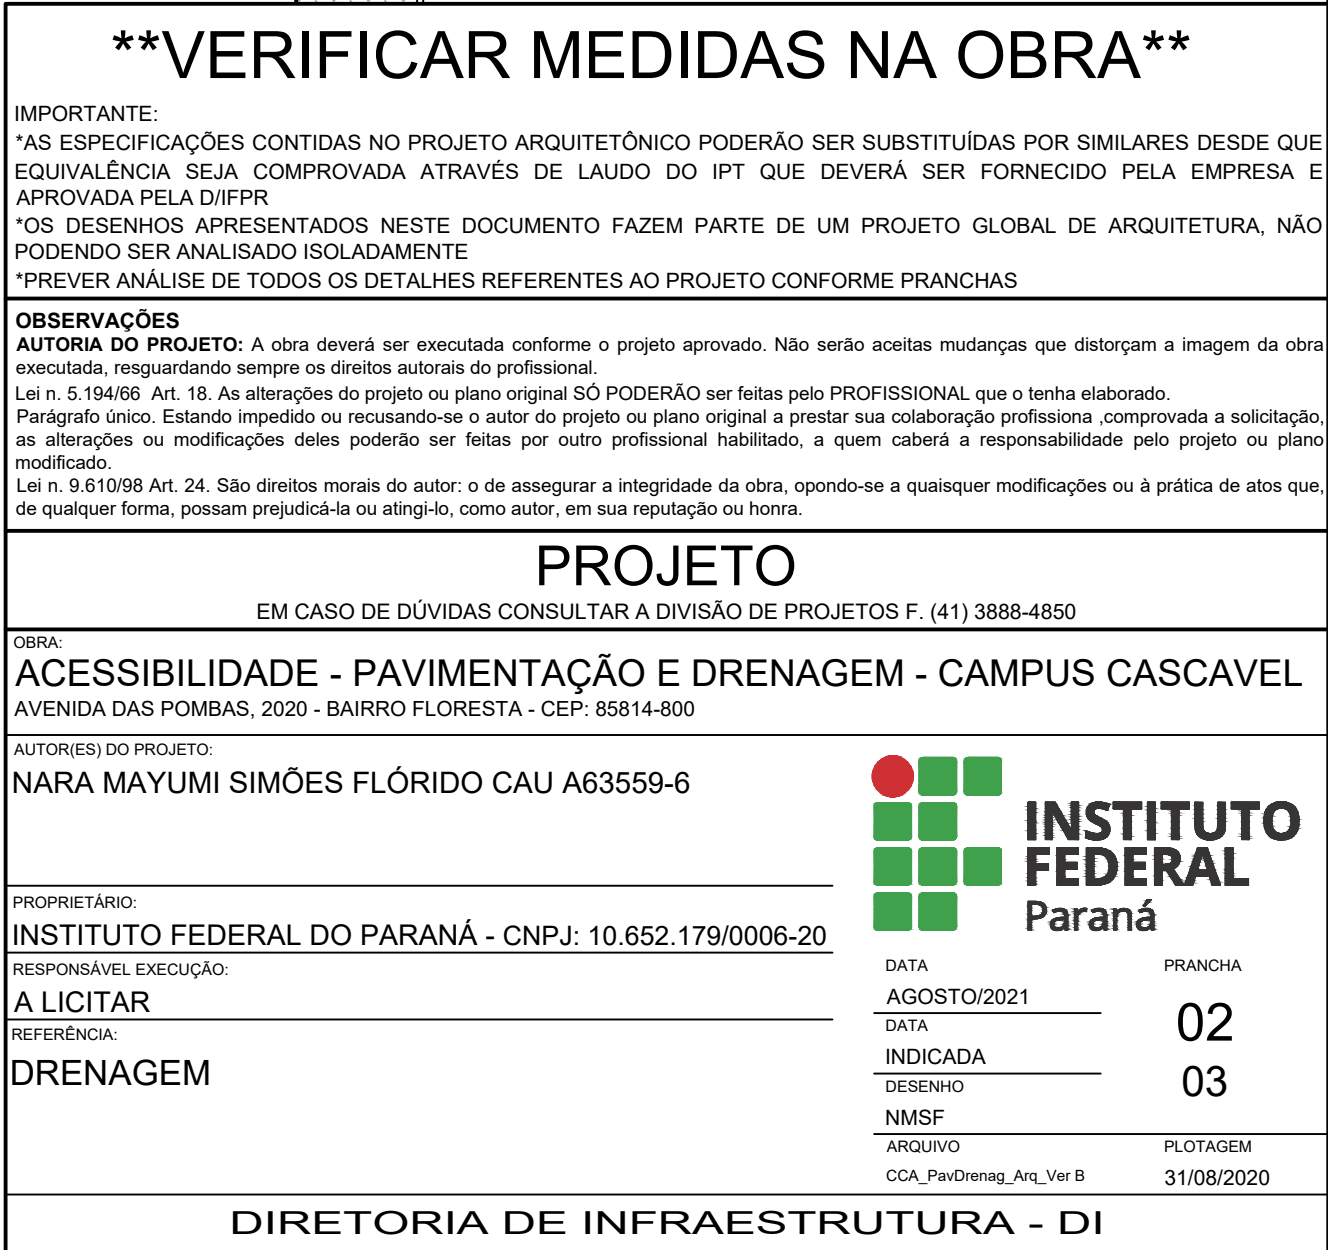 **VERIFICAR MEDIDAS NA OBRA**
IMPORTANTE:
*AS ESPECIFICAÇÕES CONTIDAS NO PROJETO ARQUITETÔNICO PODERÃO SER SUBSTITUÍDAS POR SIMILARES DESDE QUE
EQUIVALÊNCIA SEJA COMPROVADA ATRAVÉS DE LAUDO DO IPT QUE DEVERÁ SER FORNECIDO PELA EMPRESA E
APROVADA PELA D/IFPR
*OS DESENHOS APRESENTADOS NESTE DOCUMENTO FAZEM PARTE DE UM PROJETO GLOBAL DE ARQUITETURA, NÃO
PODENDO SER ANALISADO ISOLADAMENTE
*PREVER ANÁLISE DE TODOS OS DETALHES REFERENTES AO PROJETO CONFORME PRANCHAS
OBSERVAÇÕES
AUTORIA DO PROJETO: A obra deverá ser executada conforme o projeto aprovado. Não serão aceitas mudanças que distorçam a imagem da obra
executada, resguardando sempre os direitos autorais do profissional.
Lei n. 5.194/66 Art. 18. As alterações do projeto ou plano original SÓ PODERÃO ser feitas pelo PROFISSIONAL que o tenha elaborado.
Parágrafo único. Estando impedido ou recusando-se o autor do projeto ou plano original a prestar sua colaboração profissiona ,comprovada a solicitação,
as alterações ou modificações deles poderão ser feitas por outro profissional habilitado, a quem caberá a responsabilidade pelo projeto ou plano
modificado.
Lei n. 9.610/98 Art. 24. São direitos morais do autor: o de assegurar a integridade da obra, opondo-se a quaisquer modificações ou à prática de atos que,
de qualquer forma, possam prejudicá-la ou atingi-lo, como autor, em sua reputação ou honra.
PROJETO
EM CASO DE DÚVIDAS CONSULTAR A DIVISÃO DE PROJETOS F. (41) 3888-4850
OBRA:
ACESSIBILIDADE - PAVIMENTAÇÃO E DRENAGEM - CAMPUS CASCAVEL
AVENIDA DAS POMBAS, 2020 - BAIRRO FLORESTA - CEP: 85814-800
AUTOR(ES) DO PROJETO:
NARA MAYUMI SIMÕES FLÓRIDO CAU A63559-6
PROPRIETÁRIO:
INSTITUTO FEDERAL DO PARANÁ - CNPJ: 10.652.179/0006-20
RESPONSÁVEL EXECUÇÃO:
A LICITAR
REFERÊNCIA:
DRENAGEM
INSTITUTO
FEDERAL
Paraná
DATA
AGOSTO/2021
DATA
INDICADA
DESENHO
NMSF
ARQUIVO
CCA_PavDrenag_Arq_Ver B
PRANCHA
02
03
PLOTAGEM
31/08/2020
DIRETORIA DE INFRAESTRUTURA - DI